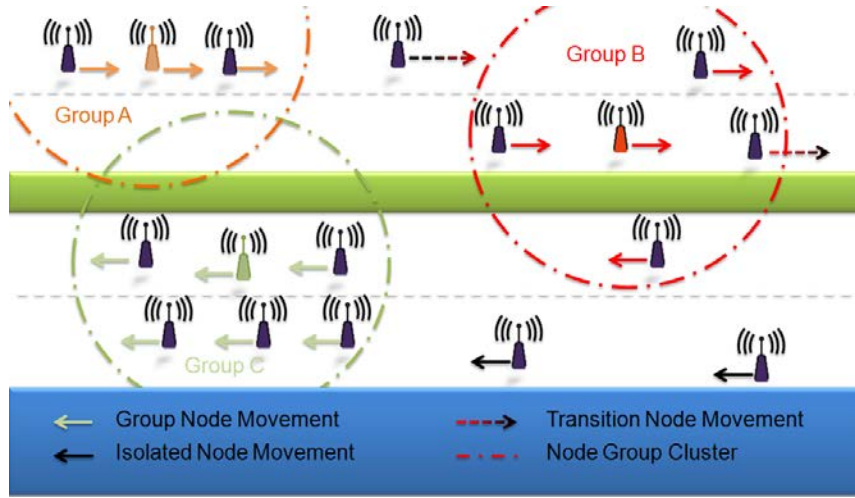 Group B
Group A
Group C
Group Node Movement
Transition Node Movement
Isolated Node Movement
Node Group Cluster